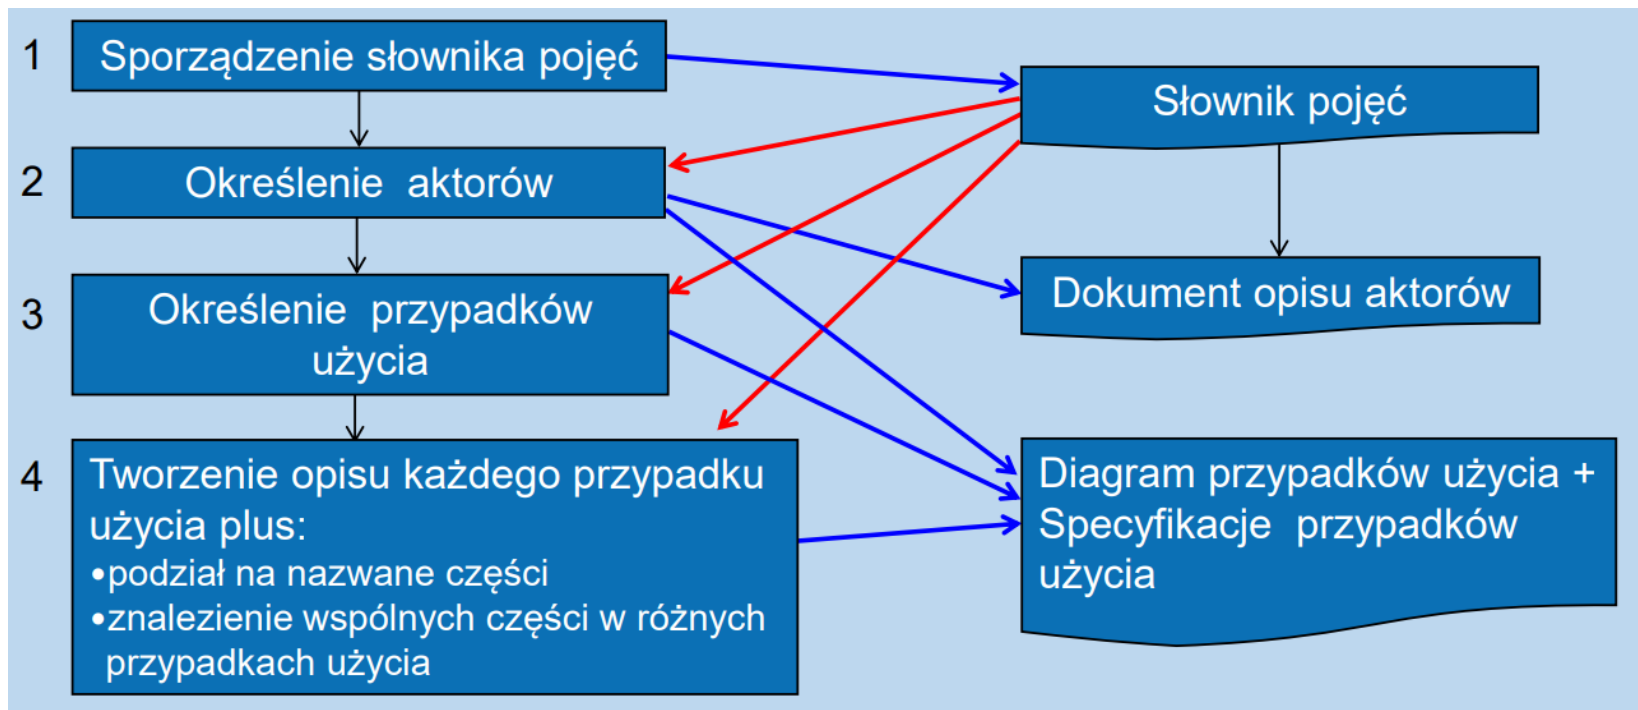 1
Sporządzenie słownika pojęć
Słownik pojęć
2
Określenie aktorów
Dokument opisu aktorów
3
Określenie przypadków
użycia
4
Tworzenie opisu każdego przypadku
użycia plus:
•podział na nazwane części
•znalezienie wspólnych części w różnych
przypadkach użycia
Diagram przypadków użycia +
Specyfikacje przypadków
użycia